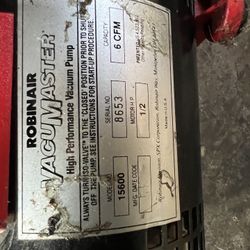 ROBINAIR
VACUMASTER
High Performance Vacuum Pump
ALWAYS TURN ISO-VALVE™ TO THE "CLOSED" POSITION PRIOR TO SHUTTING
OFF THE PUMP. SEE INSTRUCTIONS FOR START-UP PROCEDURE.
MODEL NO.
15600
SERIAL NO
8653
CAPACITY
6 CFM
MFG. DATE CODE
MOTOR H.P.
1/2